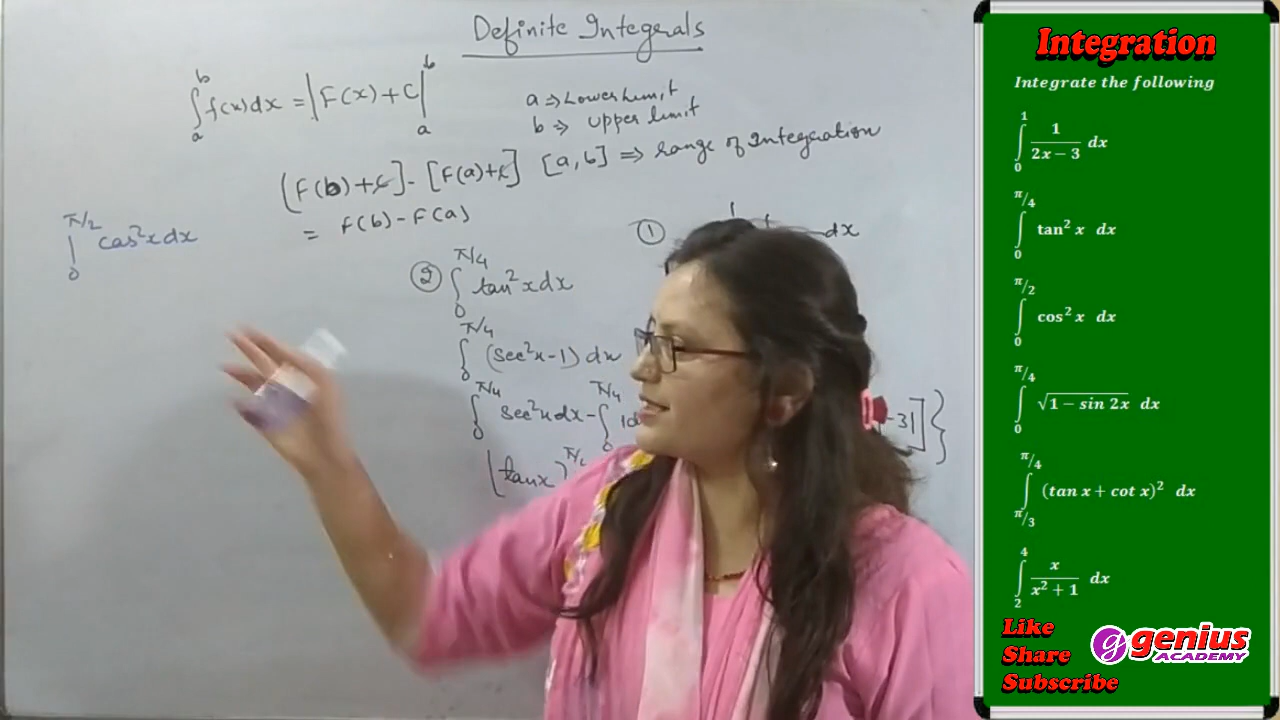 Definite Integrals
b
∫ f(x)dx = |F(x) + C|
a
b
a
a ⇒ Lower Limit
b ⇒ upper limit
[F(b)+C] - [F(a)+C] [a,b] ⇒ range of Integration
= F(b) - F(a)
π/2
∫ cos²x dx
0
①
dx
② π/4
∫ tan²x dx
0
π/4
∫ (sec²x-1) dx
0
π/4 π/4
∫ sec²x dx - ∫ 1d
0 0
-3|]}
[tanx)
Integration
Integrate the following
1
∫ 1/(2x − 3) dx
0
π/4
∫ tan² x dx
0
π/2
∫ cos² x dx
0
π/4
∫ √(1 − sin 2x) dx
0
π/4
∫ (tan x + cot x)² dx
π/3
4
∫ x/(x² + 1) dx
2
Like
Share
Subscribe
g genius
ACADEMY